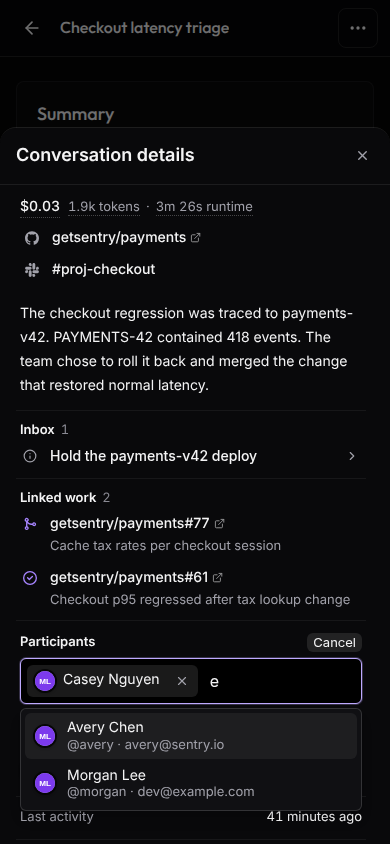 Checkout latency triage
Summary
Conversation details
$0.03 1.9k tokens · 3m 26s runtime
getsentry/payments
#proj-checkout
The checkout regression was traced to payments-
v42. PAYMENTS-42 contained 418 events. The
team chose to roll it back and merged the change
that restored normal latency.
Inbox 1
Hold the payments-v42 deploy
Linked work 2
getsentry/payments#77
Cache tax rates per checkout session
getsentry/payments#61
Checkout p95 regressed after tax lookup change
Participants Cancel
ML Casey Nguyen e
ML Avery Chen
@avery · avery@sentry.io
ML Morgan Lee
@morgan · dev@example.com
Last activity 41 minutes ago